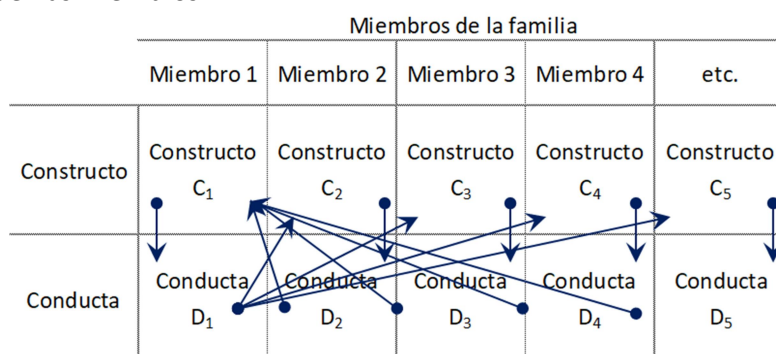 Miembros de la familia
Miembro 1 Miembro 2 Miembro 3 Miembro 4 etc.
Constructo Constructo Constructo Constructo Constructo
Constructo
C₁ C₂ C₃ C₄ C₅
Conducta Conducta Conducta Conducta Conducta
Conducta
D₁ D₂ D₃ D₄ D₅